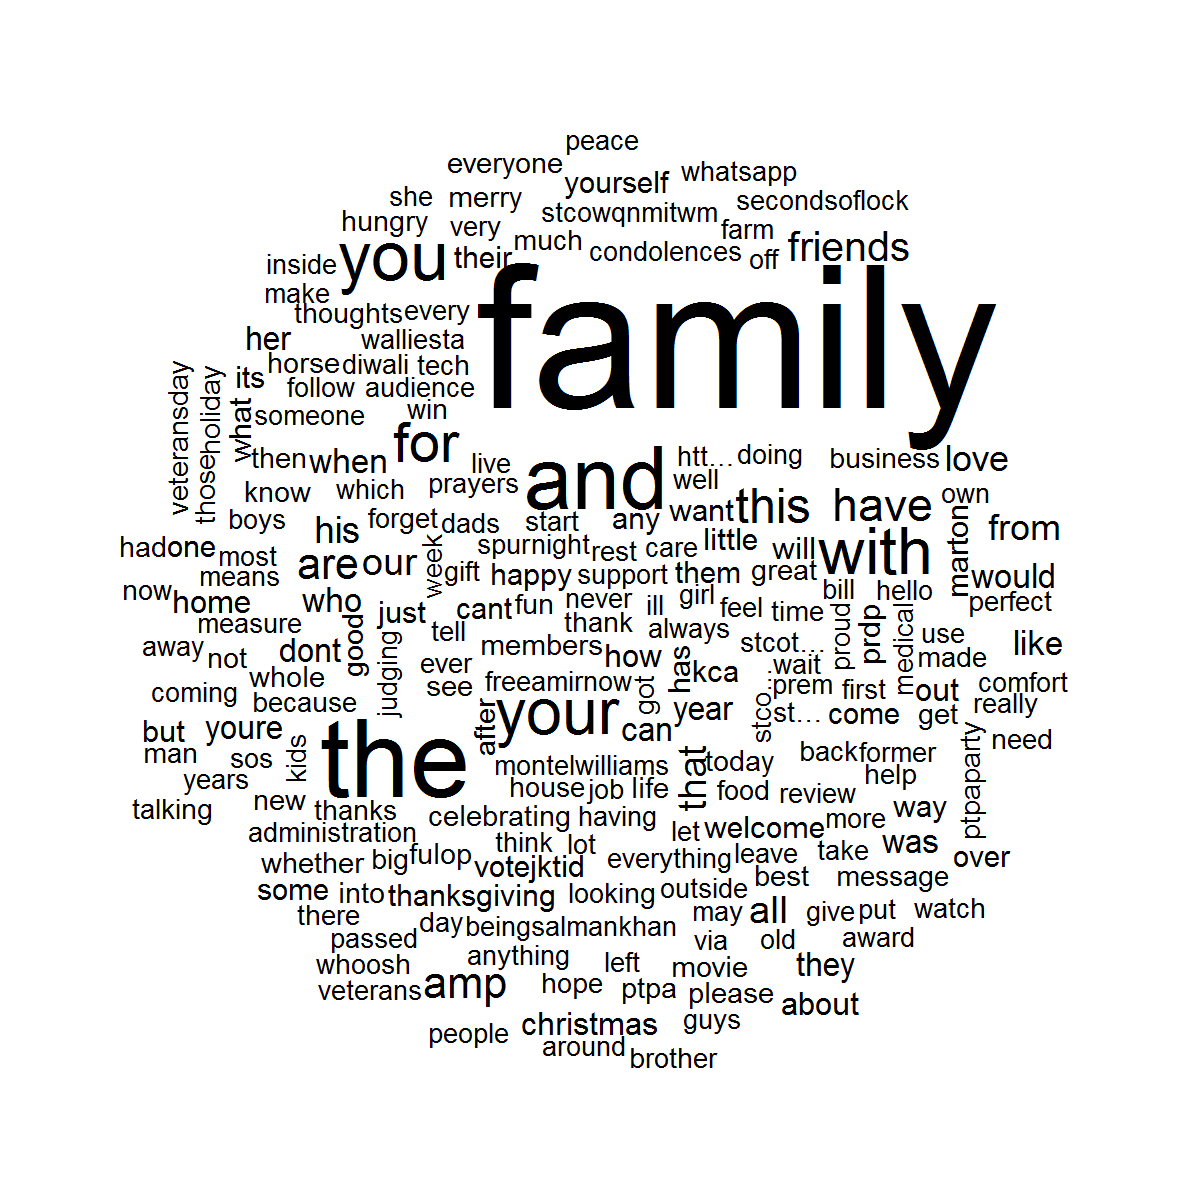 peace
everyone
yourself
whatsapp
she
merry
secondsoflock
hungry
very
stcowqnmitwm
farm
you
their
much
condolences
off
friends
inside
make
family
thoughts
every
her
walliesta
horse
diwali
tech
its
follow
audience
veteransday
holiday
what
someone
win
for
those
then
when
live
and
htt…
doing
business
love
know
which
prayers
well
this
have
own
boys
his
forget
dads
start
any
want
from
had
one
most
are
our
week
spurnight
rest
care
little
will
with
marton
now
means
gift
happy
support
them
great
bill
hello
would
home
who
just
cant
fun
never
ill
girl
feel
time
proud
prdp
medical
perfect
measure
good
tell
thank
always
stcot…
use
like
away
not
dont
judging
members
how
has
kca
wait
made
whole
ever
see
freeamirnow
got
stco…
prem
first
out
comfort
coming
because
after
your
can
year
st…
come
get
really
but
youre
the
man
sos
kids
montelwilliams
that
today
back
former
ptpaparty
need
years
house
job
life
food
review
help
talking
new
thanks
celebrating
having
let
welcome
more
way
administration
think
lot
everything
leave
take
was
over
whether
big
fulop
votejktid
best
message
some
into
thanksgiving
looking
outside
there
day
beingsalmankhan
may
all
give
put
watch
passed
anything
via
old
award
whoosh
left
movie
they
veterans
amp
hope
ptpa
please
about
people
christmas
guys
around
brother